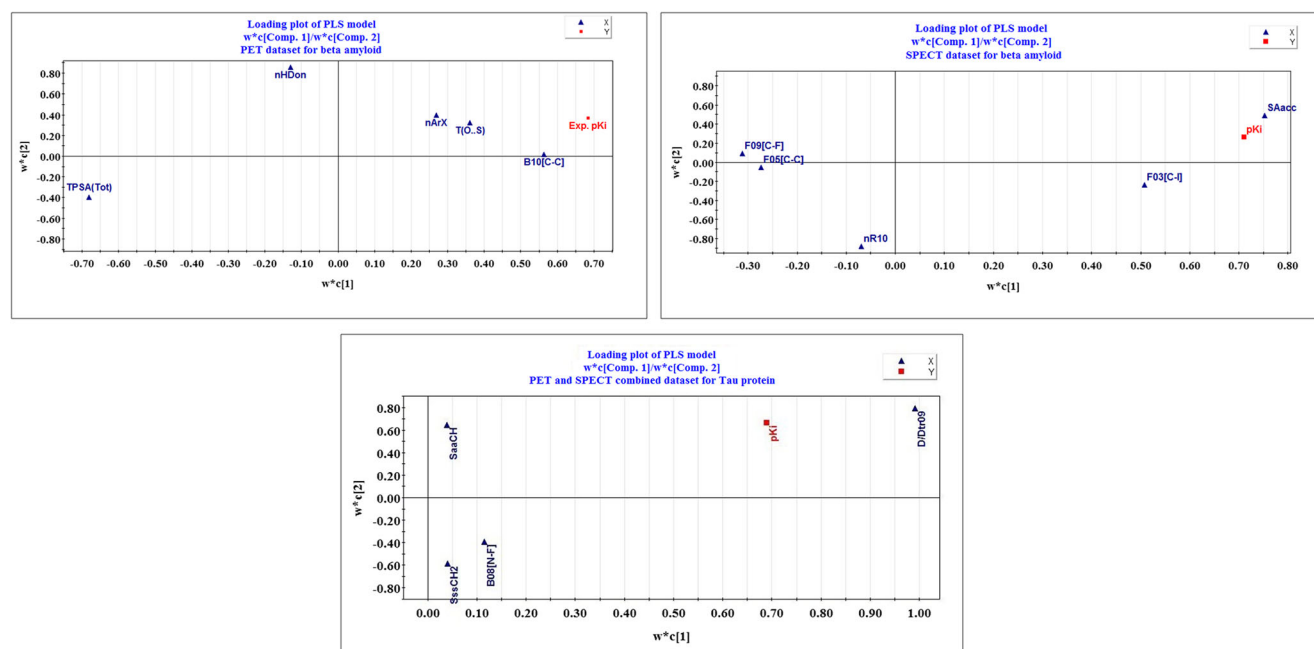 Loading plot of PLS model
w*c[Comp. 1]/w*c[Comp. 2]
PET dataset for beta amyloid
X
Y
0.80
0.60
0.40
0.20
0.00
-0.20
-0.40
-0.60
-0.80
w*c[2]
nHDon
nArX
T(O..S)
Exp. pKi
B10[C-C]
TPSA(Tot)
-0.70 -0.60 -0.50 -0.40 -0.30 -0.20 -0.10 0.00 0.10 0.20 0.30 0.40 0.50 0.60 0.70
w*c[1]
Loading plot of PLS model
w*c[Comp. 1]/w*c[Comp. 2]
SPECT dataset for beta amyloid
X
Y
0.80
0.60
0.40
0.20
0.00
-0.20
-0.40
-0.60
-0.80
w*c[2]
SAacc
pKi
F09[C-F]
F05[C-C]
F03[C-I]
nR10
-0.30 -0.20 -0.10 0.00 0.10 0.20 0.30 0.40 0.50 0.60 0.70 0.80
w*c[1]
Loading plot of PLS model
w*c[Comp. 1]/w*c[Comp. 2]
PET and SPECT combined dataset for Tau protein
X
Y
0.80
0.60
0.40
0.20
0.00
-0.20
-0.40
-0.60
-0.80
w*c[2]
SaaCH
pKi
D/Dtr09
SssCH2
B08[N-F]
0.00 0.10 0.20 0.30 0.40 0.50 0.60 0.70 0.80 0.90 1.00
w*c[1]